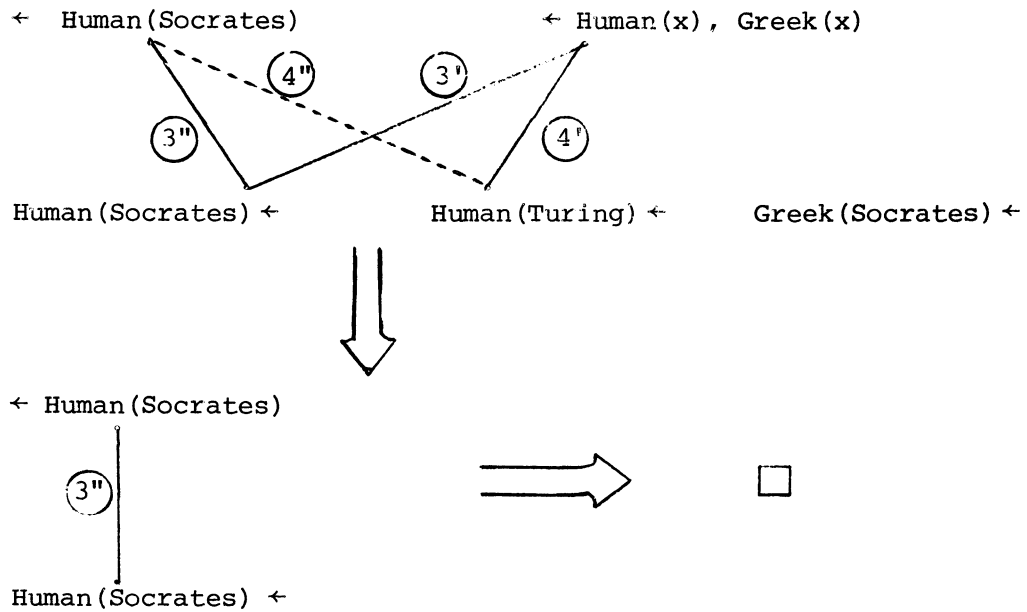 ← Human(Socrates) ← Human(x), Greek(x)
4" 3'
3" 4'
Human(Socrates) ← Human(Turing) ← Greek(Socrates) ←
← Human(Socrates)
3"
Human(Socrates) ←